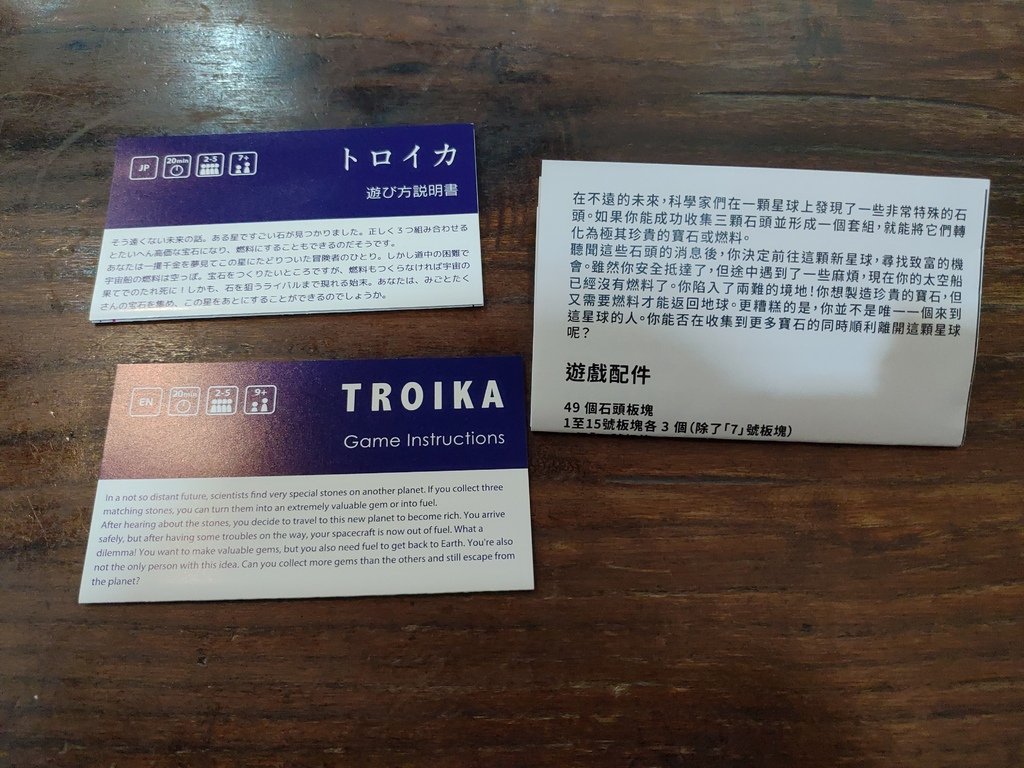 JP 20min 2-5 7+
トロイカ
遊び方説明書
そう遠くない未来の話。ある星ですごい石が見つかりました。正しく3つ組み合わせる
とたいへん高価な宝石になり、燃料にすることもできるのだそうです。
あなたは一攫千金を夢見てこの星にたどりついた冒険者のひとり。しかし道中の困難で
宇宙船の燃料は空っぽ。宝石をつくりたいところですが、燃料もつくらなければ宇宙の
果てでのたれ死に！しかも、石を狙うライバルまで現れる始末。あなたは、みごとたく
さんの宝石を集め、この星をあとにすることができるのでしょうか。
EN 20min 2-5 9+
TROIKA
Game Instructions
In a not so distant future, scientists find very special stones on another planet. If you collect three
matching stones, you can turn them into an extremely valuable gem or into fuel.
After hearing about the stones, you decide to travel to this new planet to become rich. You arrive
safely, but after having some troubles on the way, your spacecraft is now out of fuel. What a
dilemma! You want to make valuable gems, but you also need fuel to get back to Earth. You're also
not the only person with this idea. Can you collect more gems than the others and still escape from
the planet?
在不遠的未來，科學家們在一顆星球上發現了一些非常特殊的石
頭。如果你能成功收集三顆石頭並形成一個套組，就能將它們轉
化為極其珍貴的寶石或燃料。
聽聞這些石頭的消息後，你決定前往這顆新星球，尋找致富的機
會。雖然你安全抵達了，但途中遇到了一些麻煩，現在你的太空船
已經沒有燃料了。你陷入了兩難的境地！你想製造珍貴的寶石，但
又需要燃料才能返回地球。更糟糕的是，你並不是唯一一個來到
這星球的人。你能否在收集到更多寶石的同時順利離開這顆星球
呢？
遊戲配件
49 個石頭板塊
1至15號板塊各 3 個（除了「7」號板塊）